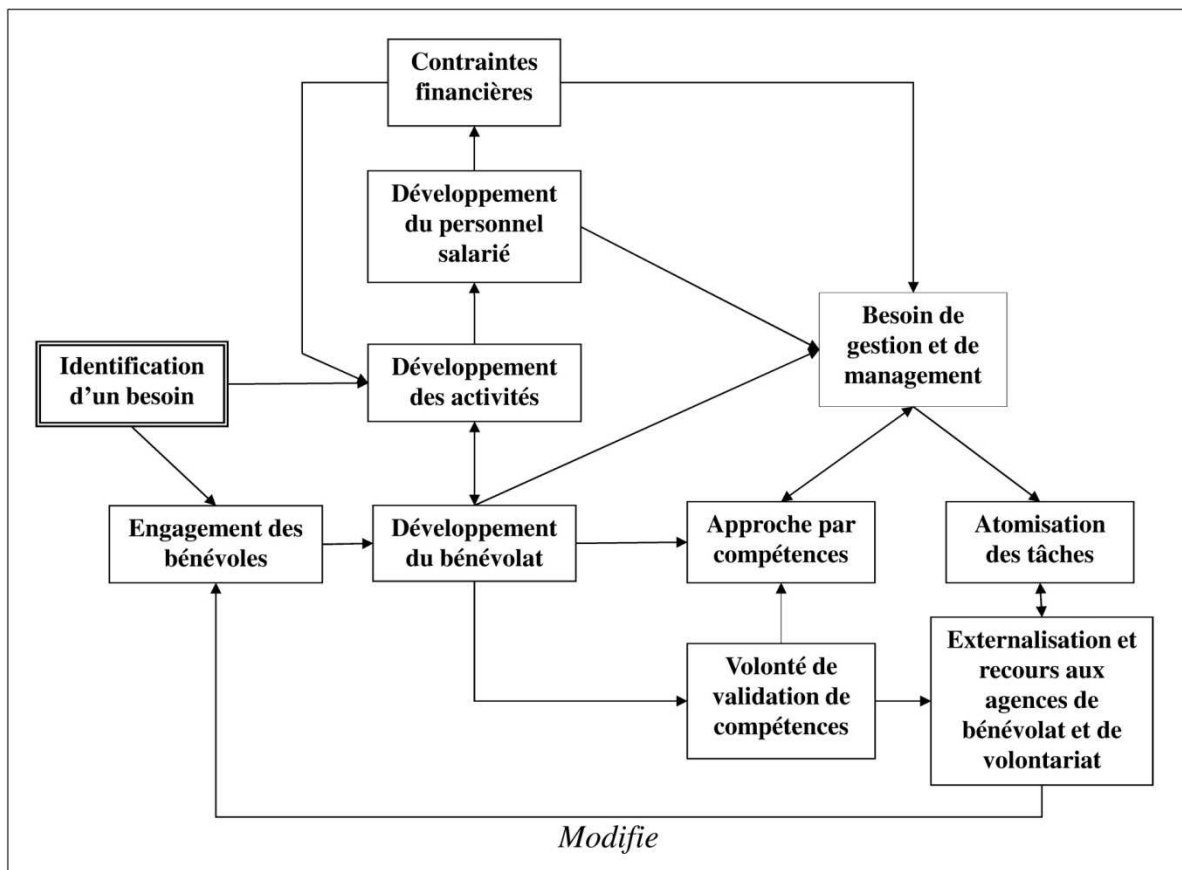 Contraintes
financières
Développement
du personnel
salarié
Besoin de
gestion et de
management
Identification
d’un besoin
Développement
des activités
Engagement des
bénévoles
Développement
du bénévolat
Approche par
compétences
Atomisation
des tâches
Volonté de
validation de
compétences
Externalisation et
recours aux
agences de
bénévolat et de
volontariat
Modifie